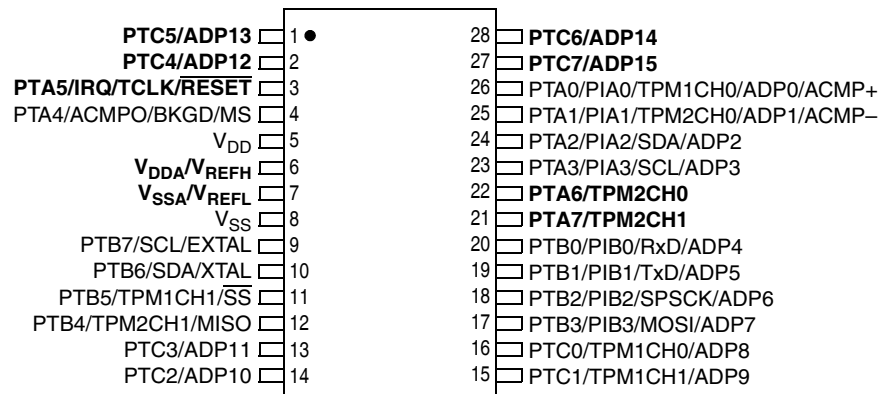 PTC5/ADP13 1 28 PTC6/ADP14
PTC4/ADP12 2 27 PTC7/ADP15
PTA5/IRQ/TCLK/RESET 3 26 PTA0/PIA0/TPM1CH0/ADP0/ACMP+
PTA4/ACMPO/BKGD/MS 4 25 PTA1/PIA1/TPM2CH0/ADP1/ACMP–
VDD 5 24 PTA2/PIA2/SDA/ADP2
VDDA/VREFH 6 23 PTA3/PIA3/SCL/ADP3
VSSA/VREFL 7 22 PTA6/TPM2CH0
VSS 8 21 PTA7/TPM2CH1
PTB7/SCL/EXTAL 9 20 PTB0/PIB0/RxD/ADP4
PTB6/SDA/XTAL 10 19 PTB1/PIB1/TxD/ADP5
PTB5/TPM1CH1/SS 11 18 PTB2/PIB2/SPSCK/ADP6
PTB4/TPM2CH1/MISO 12 17 PTB3/PIB3/MOSI/ADP7
PTC3/ADP11 13 16 PTC0/TPM1CH0/ADP8
PTC2/ADP10 14 15 PTC1/TPM1CH1/ADP9